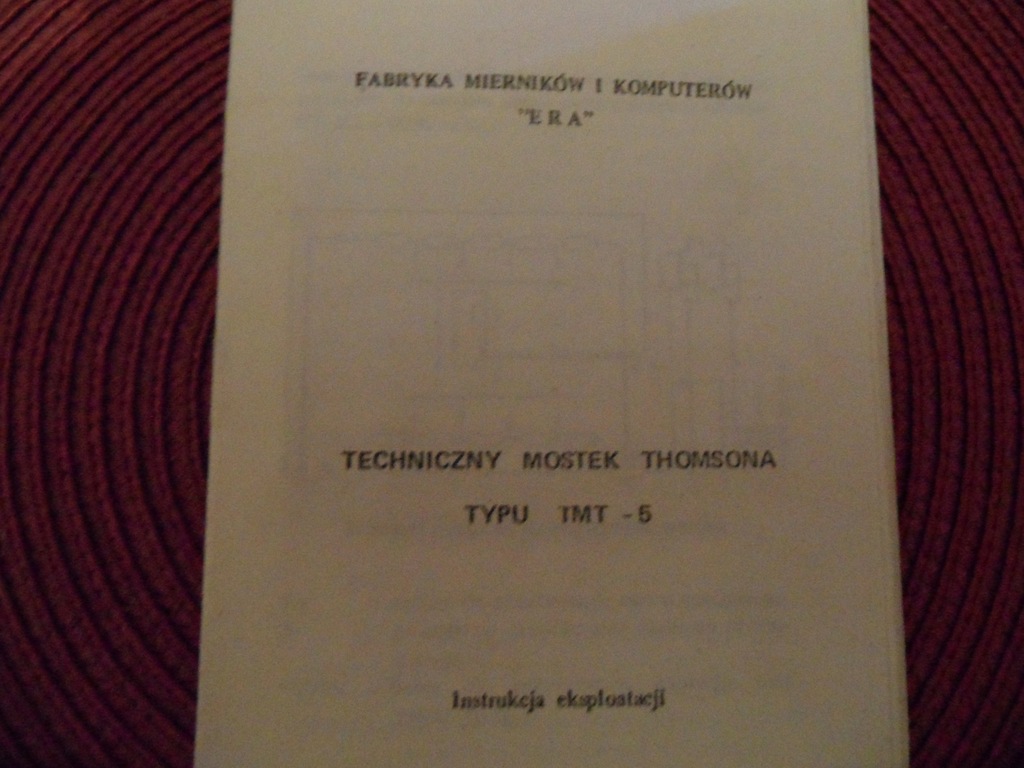 FABRYKA MIERNIKÓW I KOMPUTERÓW
"E R A"
TECHNICZNY MOSTEK THOMSONA
TYPU TMT - 5
Instrukcja eksploatacji